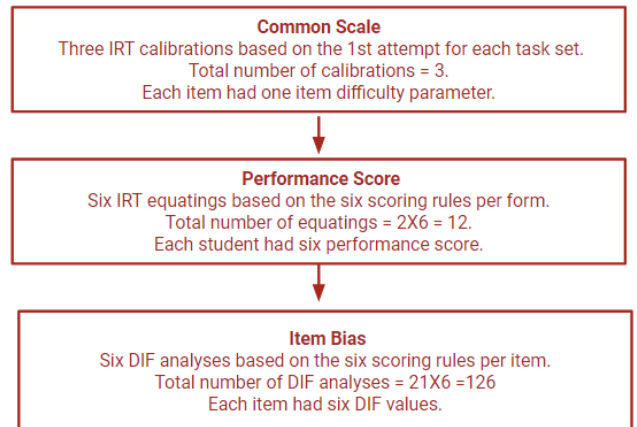 Common Scale
Three IRT calibrations based on the 1st attempt for each task set.
Total number of calibrations = 3.
Each item had one item difficulty parameter.
Performance Score
Six IRT equatings based on the six scoring rules per form.
Total number of equatings = 2X6 = 12.
Each student had six performance score.
Item Bias
Six DIF analyses based on the six scoring rules per item.
Total number of DIF analyses = 21X6 =126
Each item had six DIF values.